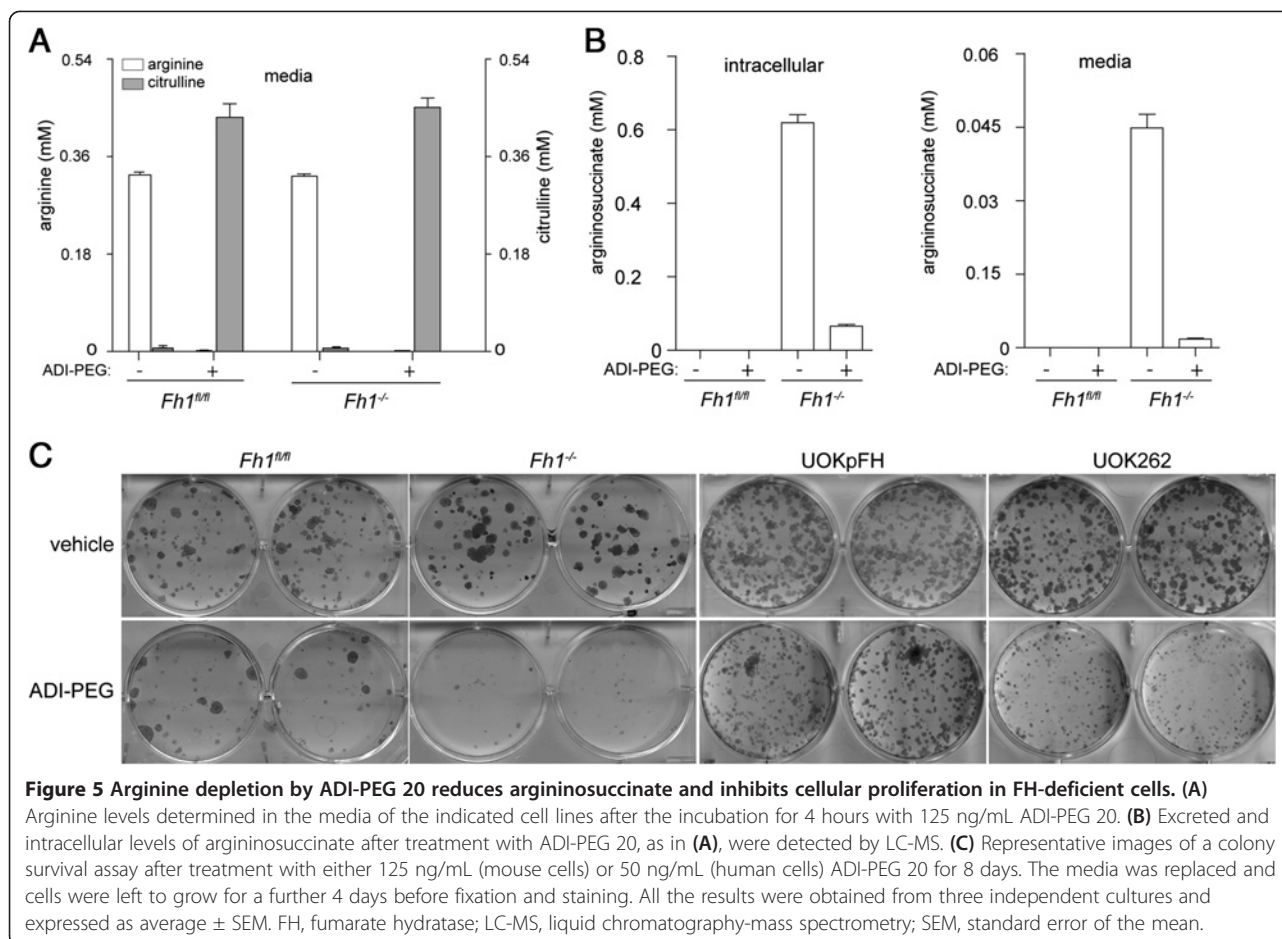 A
B
0.54
0.36
0.18
0
arginine (mM)
arginine
citrulline
media
0.54
0.36
0.18
0
citrulline (mM)
ADI-PEG: - + - +
Fh1fl/fl Fh1-/-
intracellular
0.8
0.6
0.4
0.2
0
argininosuccinate (mM)
ADI-PEG: - + - +
Fh1fl/fl Fh1-/-
media
0.06
0.045
0.03
0.015
0
argininosuccinate (mM)
ADI-PEG: - + - +
Fh1fl/fl Fh1-/-
C
Fh1fl/fl Fh1-/- UOKpFH UOK262
vehicle
ADI-PEG
Figure 5 Arginine depletion by ADI-PEG 20 reduces argininosuccinate and inhibits cellular proliferation in FH-deficient cells. (A)
Arginine levels determined in the media of the indicated cell lines after the incubation for 4 hours with 125 ng/mL ADI-PEG 20. (B) Excreted and
intracellular levels of argininosuccinate after treatment with ADI-PEG 20, as in (A), were detected by LC-MS. (C) Representative images of a colony
survival assay after treatment with either 125 ng/mL (mouse cells) or 50 ng/mL (human cells) ADI-PEG 20 for 8 days. The media was replaced and
cells were left to grow for a further 4 days before fixation and staining. All the results were obtained from three independent cultures and
expressed as average ± SEM. FH, fumarate hydratase; LC-MS, liquid chromatography-mass spectrometry; SEM, standard error of the mean.